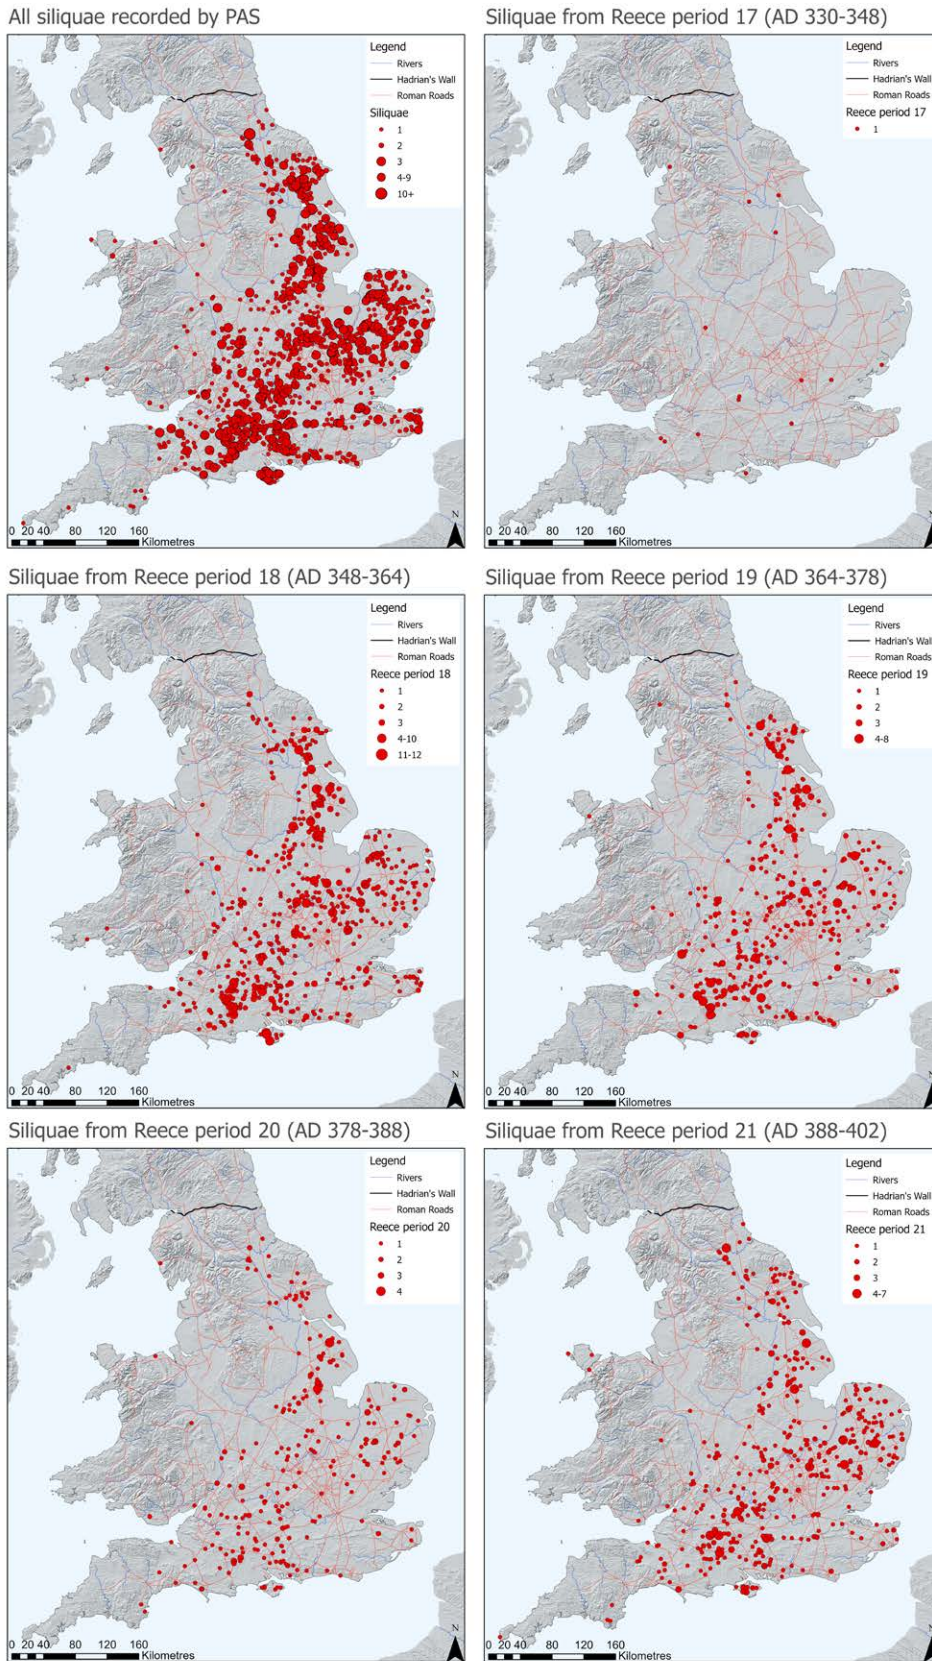 All siliquae recorded by PAS
Legend
Rivers
Hadrian's Wall
Roman Roads
Siliquae
1
2
3
4-9
10+
N
0 20 40 80 120 160
Kilometres
Siliquae from Reece period 17 (AD 330-348)
Legend
Rivers
Hadrian's Wall
Roman Roads
Reece period 17
1
N
0 20 40 80 120 160
Kilometres
Siliquae from Reece period 18 (AD 348-364)
Legend
Rivers
Hadrian's Wall
Roman Roads
Reece period 18
1
2
3
4-10
11-12
N
0 20 40 80 120 160
Kilometres
Siliquae from Reece period 19 (AD 364-378)
Legend
Rivers
Hadrian's Wall
Roman Roads
Reece period 19
1
2
3
4-8
N
0 20 40 80 120 160
Kilometres
Siliquae from Reece period 20 (AD 378-388)
Legend
Rivers
Hadrian's Wall
Roman Roads
Reece period 20
1
2
3
4
N
0 20 40 80 120 160
Kilometres
Siliquae from Reece period 21 (AD 388-402)
Legend
Rivers
Hadrian's Wall
Roman Roads
Reece period 21
1
2
3
4-7
N
0 20 40 80 120 160
Kilometres